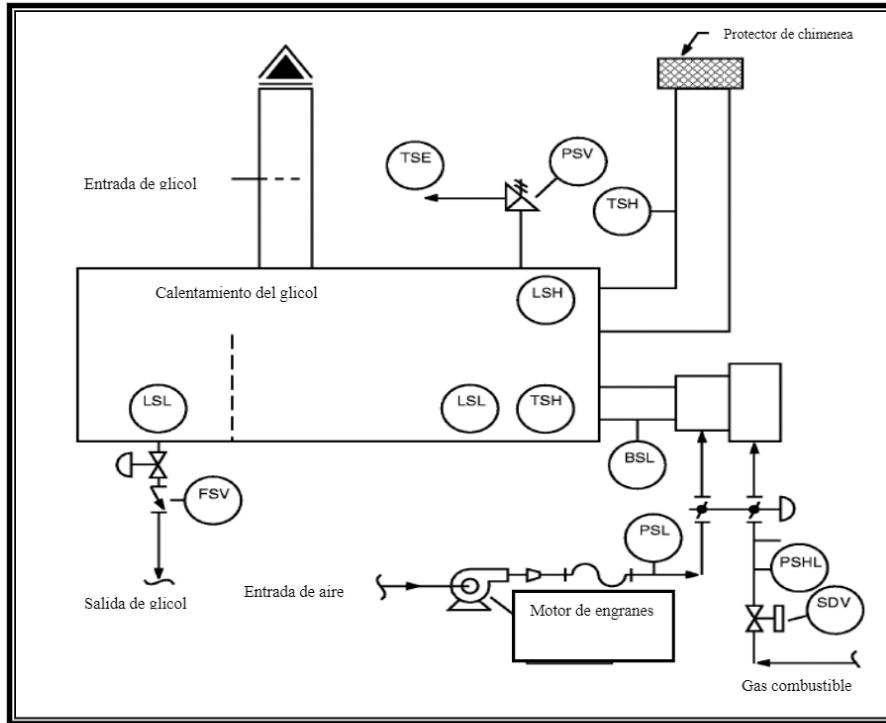 Protector de chimenea
TSE
PSV
Entrada de glicol
TSH
Calentamiento del glicol
LSH
LSL
LSL
TSH
BSL
FSV
PSL
PSHL
Entrada de aire
Salida de glicol
Motor de engranes
SDV
Gas combustible